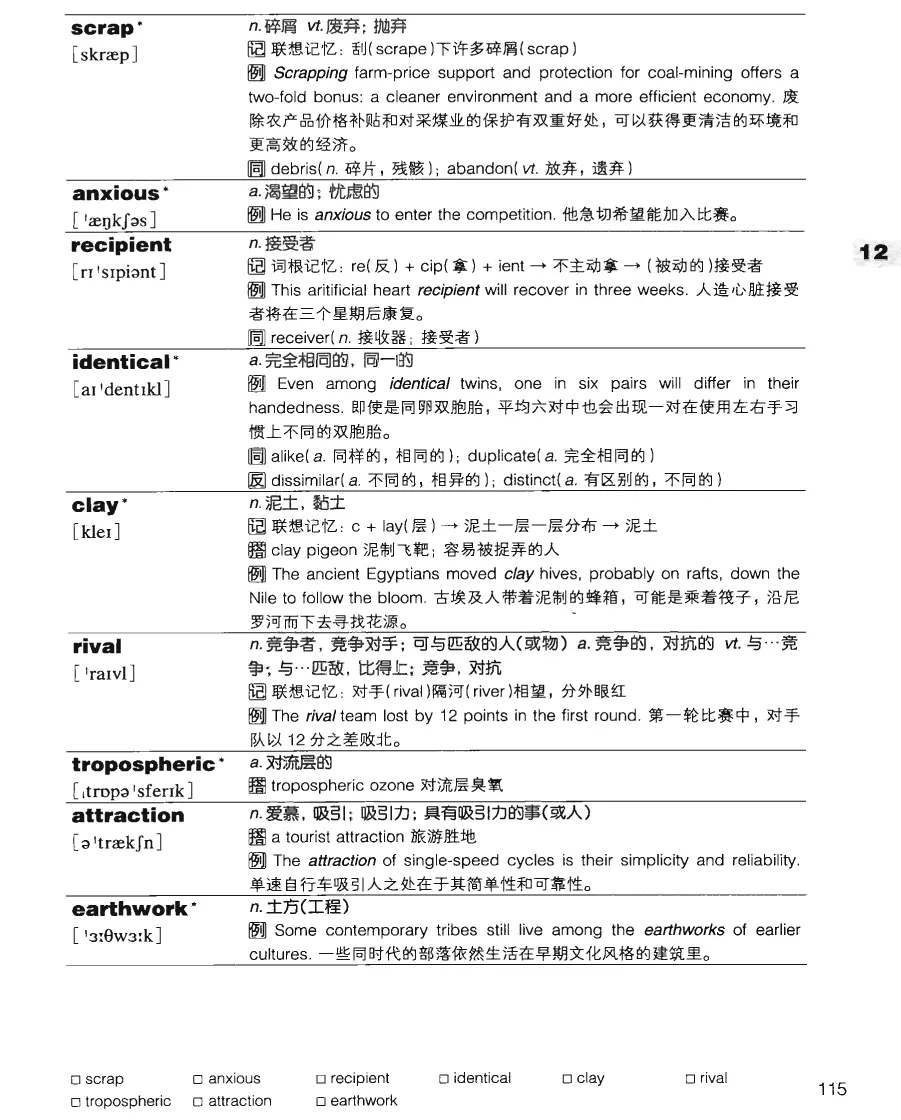 scrap* n. 碎屑 vt. 废弃；抛弃
[skræp] 记 联想记忆：刮(scrape)下许多碎屑(scrap)
例 Scrapping farm-price support and protection for coal-mining offers a
two-fold bonus: a cleaner environment and a more efficient economy. 废
除农产品价格补贴和对采煤业的保护有双重好处，可以获得更清洁的环境和
更高效的经济。
同 debris(n. 碎片，残骸)；abandon(vt. 放弃，遗弃)
anxious* a. 渴望的；忧虑的
[ˈæŋkʃəs] 例 He is anxious to enter the competition. 他急切希望能加入比赛。
recipient n. 接受者
[rɪˈsɪpiənt] 记 词根记忆：re(反) + cip(拿) + ient → 不主动拿 → (被动的)接受者
例 This aritificial heart recipient will recover in three weeks. 人造心脏接受
者将在三个星期后康复。
同 receiver(n. 接收器；接受者)
12
identical* a. 完全相同的，同一的
[aɪˈdentɪkl] 例 Even among identical twins, one in six pairs will differ in their
handedness. 即使是同卵双胞胎，平均六对中也会出现一对在使用左右手习
惯上不同的双胞胎。
同 alike(a. 同样的，相同的)；duplicate(a. 完全相同的)
反 dissimilar(a. 不同的，相异的)；distinct(a. 有区别的，不同的)
clay* n. 泥土，黏土
[kleɪ] 记 联想记忆：c + lay(层) → 泥土一层一层分布 → 泥土
搭 clay pigeon 泥制飞靶；容易被捉弄的人
例 The ancient Egyptians moved clay hives, probably on rafts, down the
Nile to follow the bloom. 古埃及人带着泥制的蜂箱，可能是乘着筏子，沿尼
罗河而下去寻找花源。
rival n. 竞争者，竞争对手；可与匹敌的人(或物) a. 竞争的，对抗的 vt. 与…竞
[ˈraɪvl] 争；与…匹敌，比得上；竞争，对抗
记 联想记忆：对手(rival)隔河(river)相望，分外眼红
例 The rival team lost by 12 points in the first round. 第一轮比赛中，对手
队以 12 分之差败北。
tropospheric* a. 对流层的
[ˌtrɒpəˈsferɪk] 搭 tropospheric ozone 对流层臭氧
attraction n. 爱慕，吸引；吸引力；具有吸引力的事(或人)
[əˈtrækʃn] 搭 a tourist attraction 旅游胜地
例 The attraction of single-speed cycles is their simplicity and reliability.
单速自行车吸引人之处在于其简单性和可靠性。
earthwork* n. 土方(工程)
[ˈɜːθwɜːk] 例 Some contemporary tribes still live among the earthworks of earlier
cultures. 一些同时代的部落依然生活在早期文化风格的建筑里。
□ scrap □ anxious □ recipient □ identical □ clay □ rival
□ tropospheric □ attraction □ earthwork
115